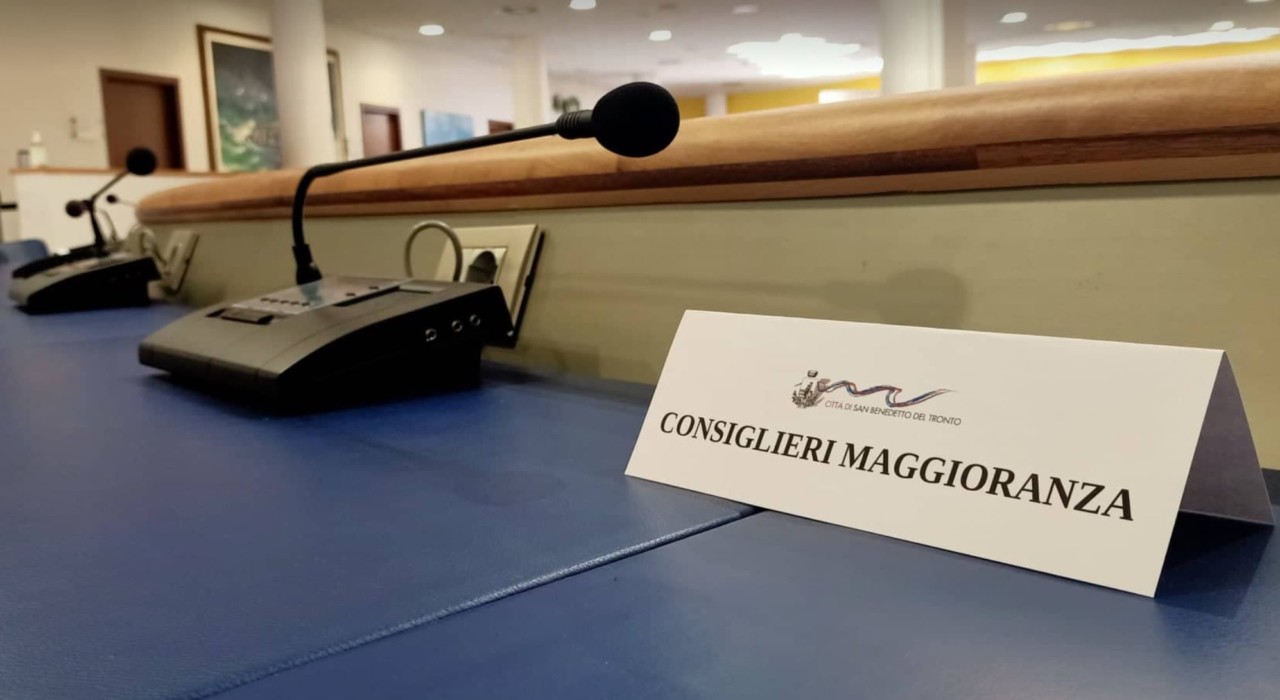 CITTÀ DI SAN BENEDETTO DEL TRONTO
CONSIGLIERI MAGGIORANZA